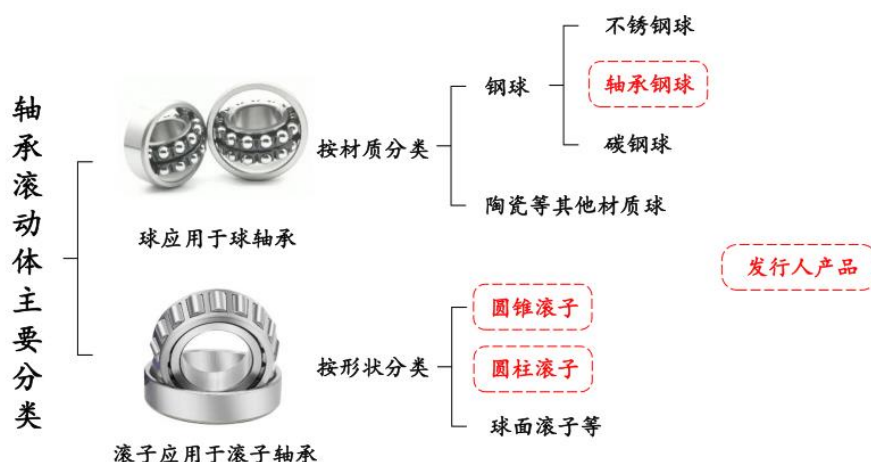 轴承滚动体主要分类
球应用于球轴承
按材质分类
钢球
不锈钢球
轴承钢球
碳钢球
陶瓷等其他材质球
滚子应用于滚子轴承
按形状分类
圆锥滚子
圆柱滚子
球面滚子等
发行人产品